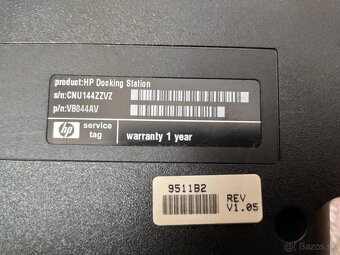 product:HP Docking Station
s/n:CNU144ZZVZ
p/n:VB044AV
hp
service
tag
warranty 1 year
9511B2
REV
V1.05
bazos.sk